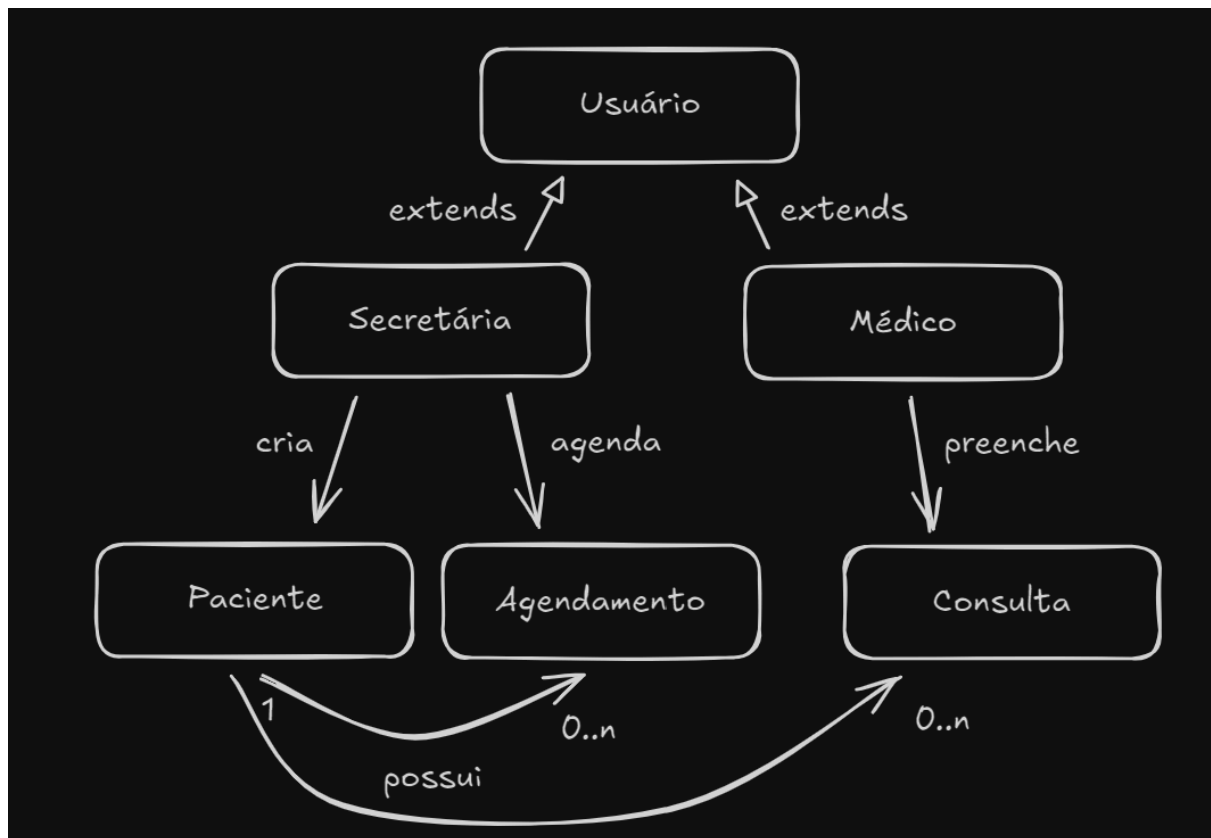 Usuário
extends
extends
Secretária
Médico
cria
agenda
preenche
Paciente
Agendamento
Consulta
1
0..n
0..n
possui